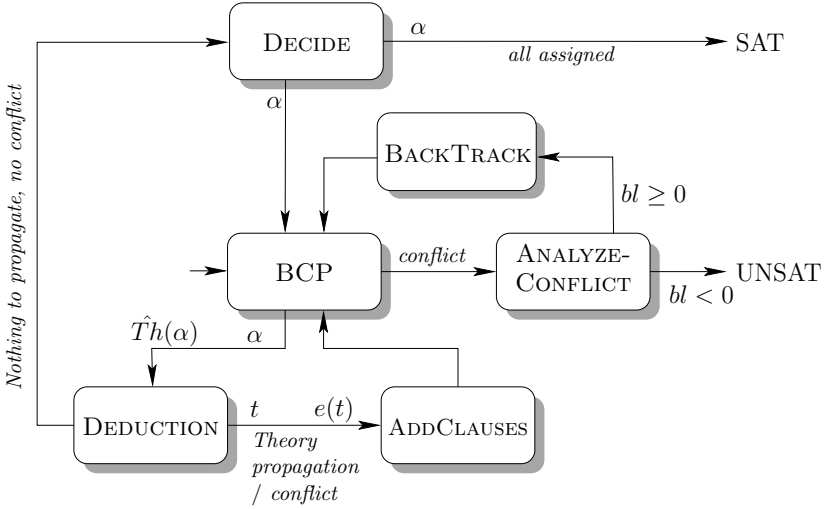 DECIDE
α
all assigned
SAT
α
Nothing to propagate, no conflict
BACKTRACK
bl ≥ 0
BCP
conflict
ANALYZE-
CONFLICT
UNSAT
bl < 0
T̂h(α)
α
DEDUCTION
t
e(t)
ADDCLAUSES
Theory
propagation
/ conflict